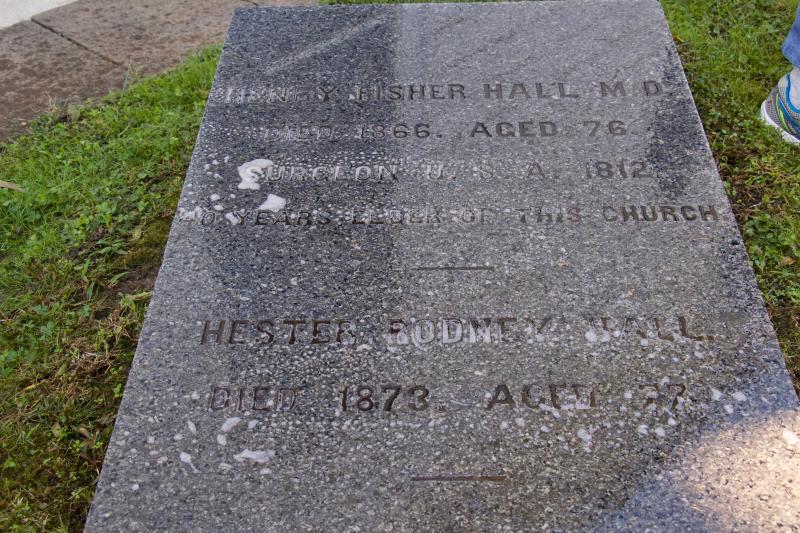 HENRY FISHER HALL M.D.
DIED 1866. AGED 76.
SURGEON U. S. A. 1812
40 YEARS ELDER OF THIS CHURCH.
HESTER RODNEY HALL.
DIED 1873. AGED